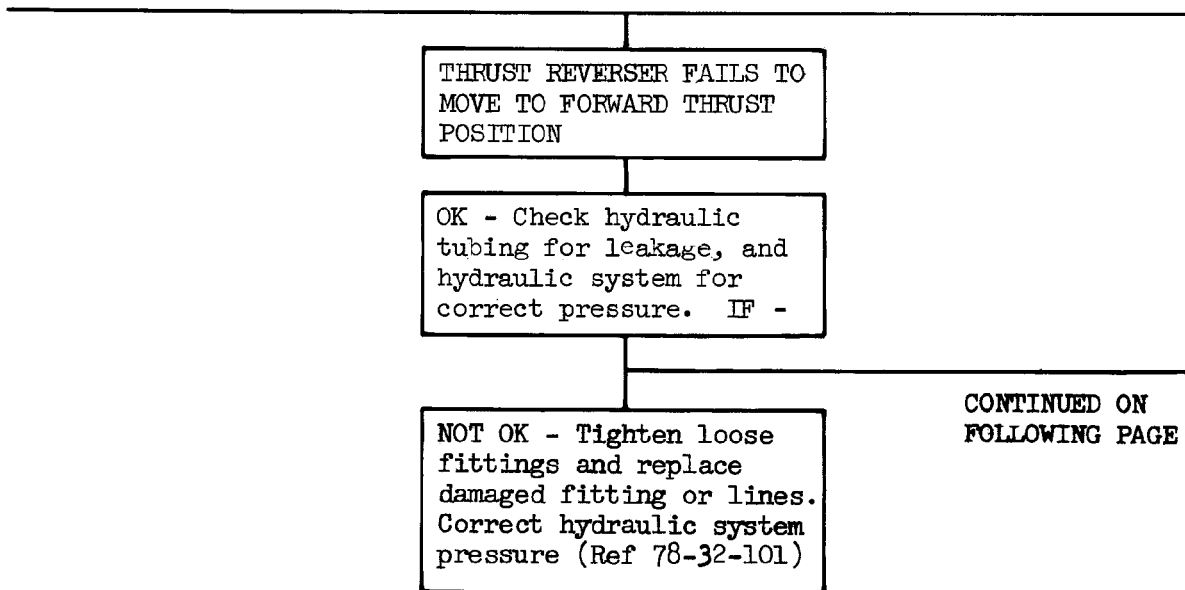 THRUST REVERSER FAILS TO
MOVE TO FORWARD THRUST
POSITION
OK - Check hydraulic
tubing for leakage, and
hydraulic system for
correct pressure. IF -
CONTINUED ON
FOLLOWING PAGE
NOT OK - Tighten loose
fittings and replace
damaged fitting or lines.
Correct hydraulic system
pressure (Ref 78-32-101)